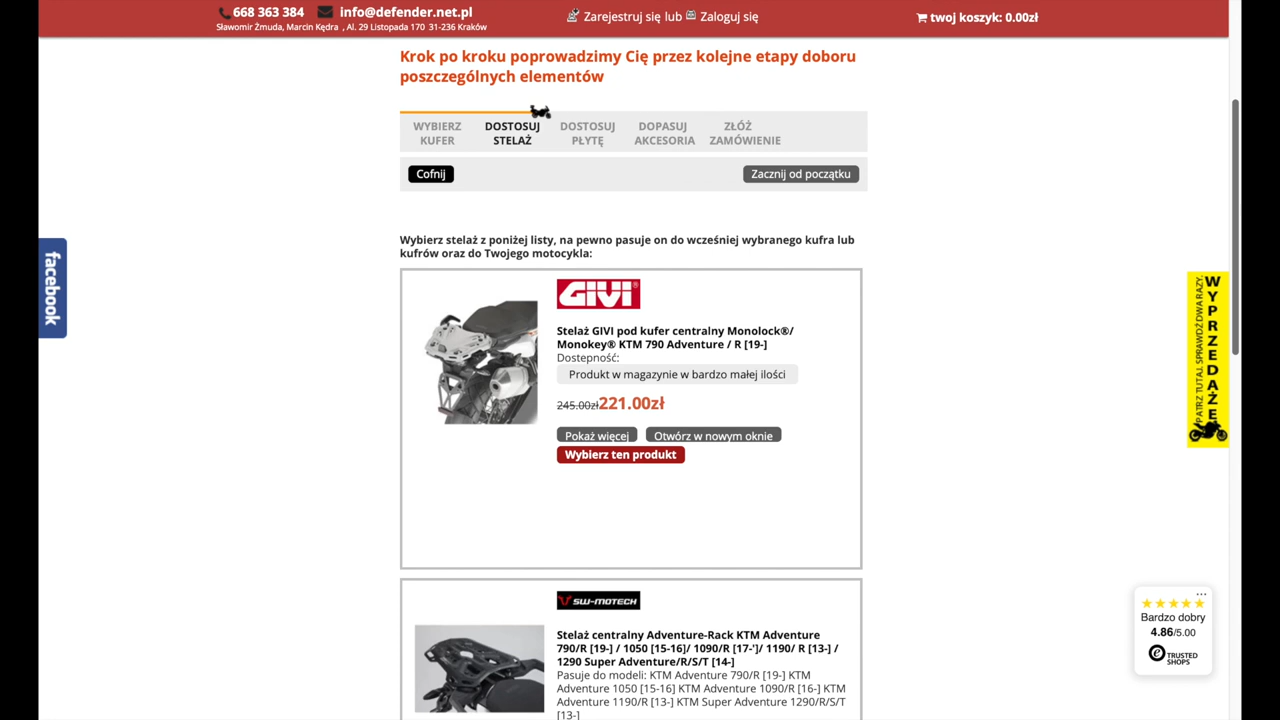 668 363 384 info@defender.net.pl
Sławomir Żmuda, Marcin Kędra , Al. 29 Listopada 170 31-236 Kraków
Zarejestruj się lub Zaloguj się
twoj koszyk: 0.00zł
Krok po kroku poprowadzimy Cię przez kolejne etapy doboru
poszczególnych elementów
WYBIERZ KUFER
DOSTOSUJ STELAŻ
DOSTOSUJ PŁYTĘ
DOPASUJ AKCESORIA
ZŁÓŻ ZAMÓWIENIE
Cofnij
Zacznij od początku
Wybierz stelaż z poniżej listy, na pewno pasuje on do wcześniej wybranego kufra lub
kufrów oraz do Twojego motocykla:
GIVI
Stelaż GIVI pod kufer centralny Monolock®/
Monokey® KTM 790 Adventure / R [19-]
Dostepność:
Produkt w magazynie w bardzo małej ilości
245.00zł221.00zł
Pokaż więcej Otwórz w nowym oknie
Wybierz ten produkt
SW-MOTECH
Stelaż centralny Adventure-Rack KTM Adventure
790/R [19-] / 1050 [15-16]/ 1090/R [17-']/ 1190/ R [13-] /
1290 Super Adventure/R/S/T [14-]
Pasuje do modeli: KTM Adventure 790/R [19-] KTM
Adventure 1050 [15-16] KTM Adventure 1090/R [16-] KTM
Adventure 1190/R [13-] KTM Super Adventure 1290/R/S/T
[13-]
facebook
PATRZ TUTAJ, SPRAWDŹ DWA RAZY,
WYPRZEDAŻE
Bardzo dobry
4.86/5.00
e TRUSTED
SHOPS